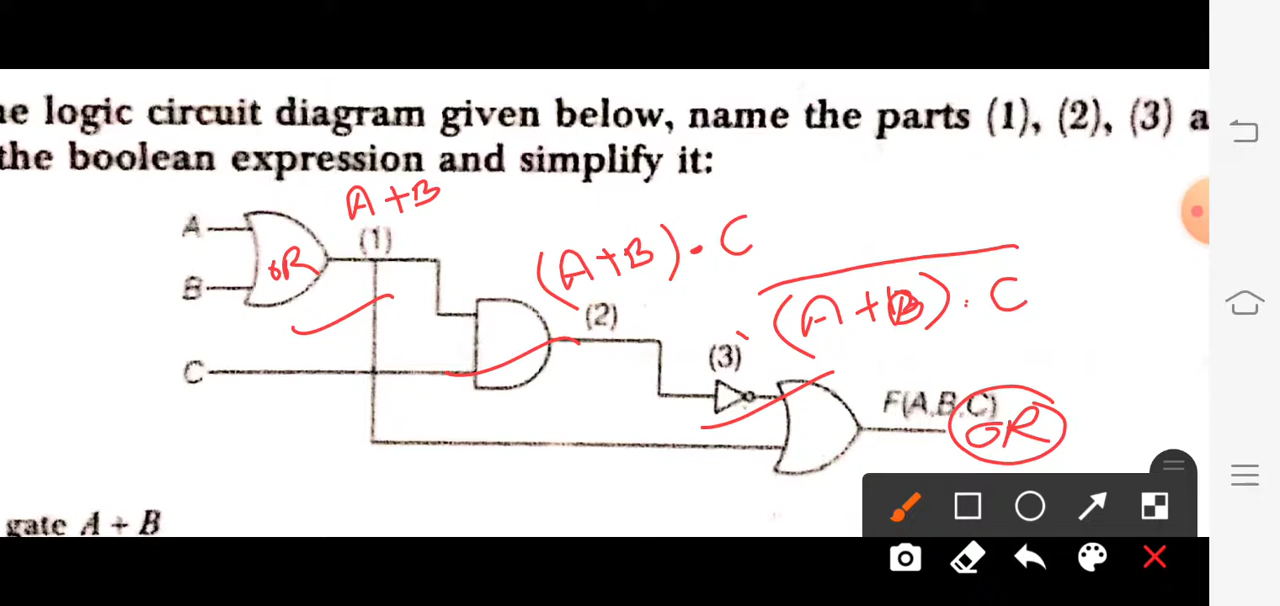 ne logic circuit diagram given below, name the parts (1), (2), (3) a
the boolean expression and simplify it:
A+B
A
(1)
OR
B
(A+B).C
(2)
(A+B).C
(3)
C
F(A,B,C)
OR
gate A + B